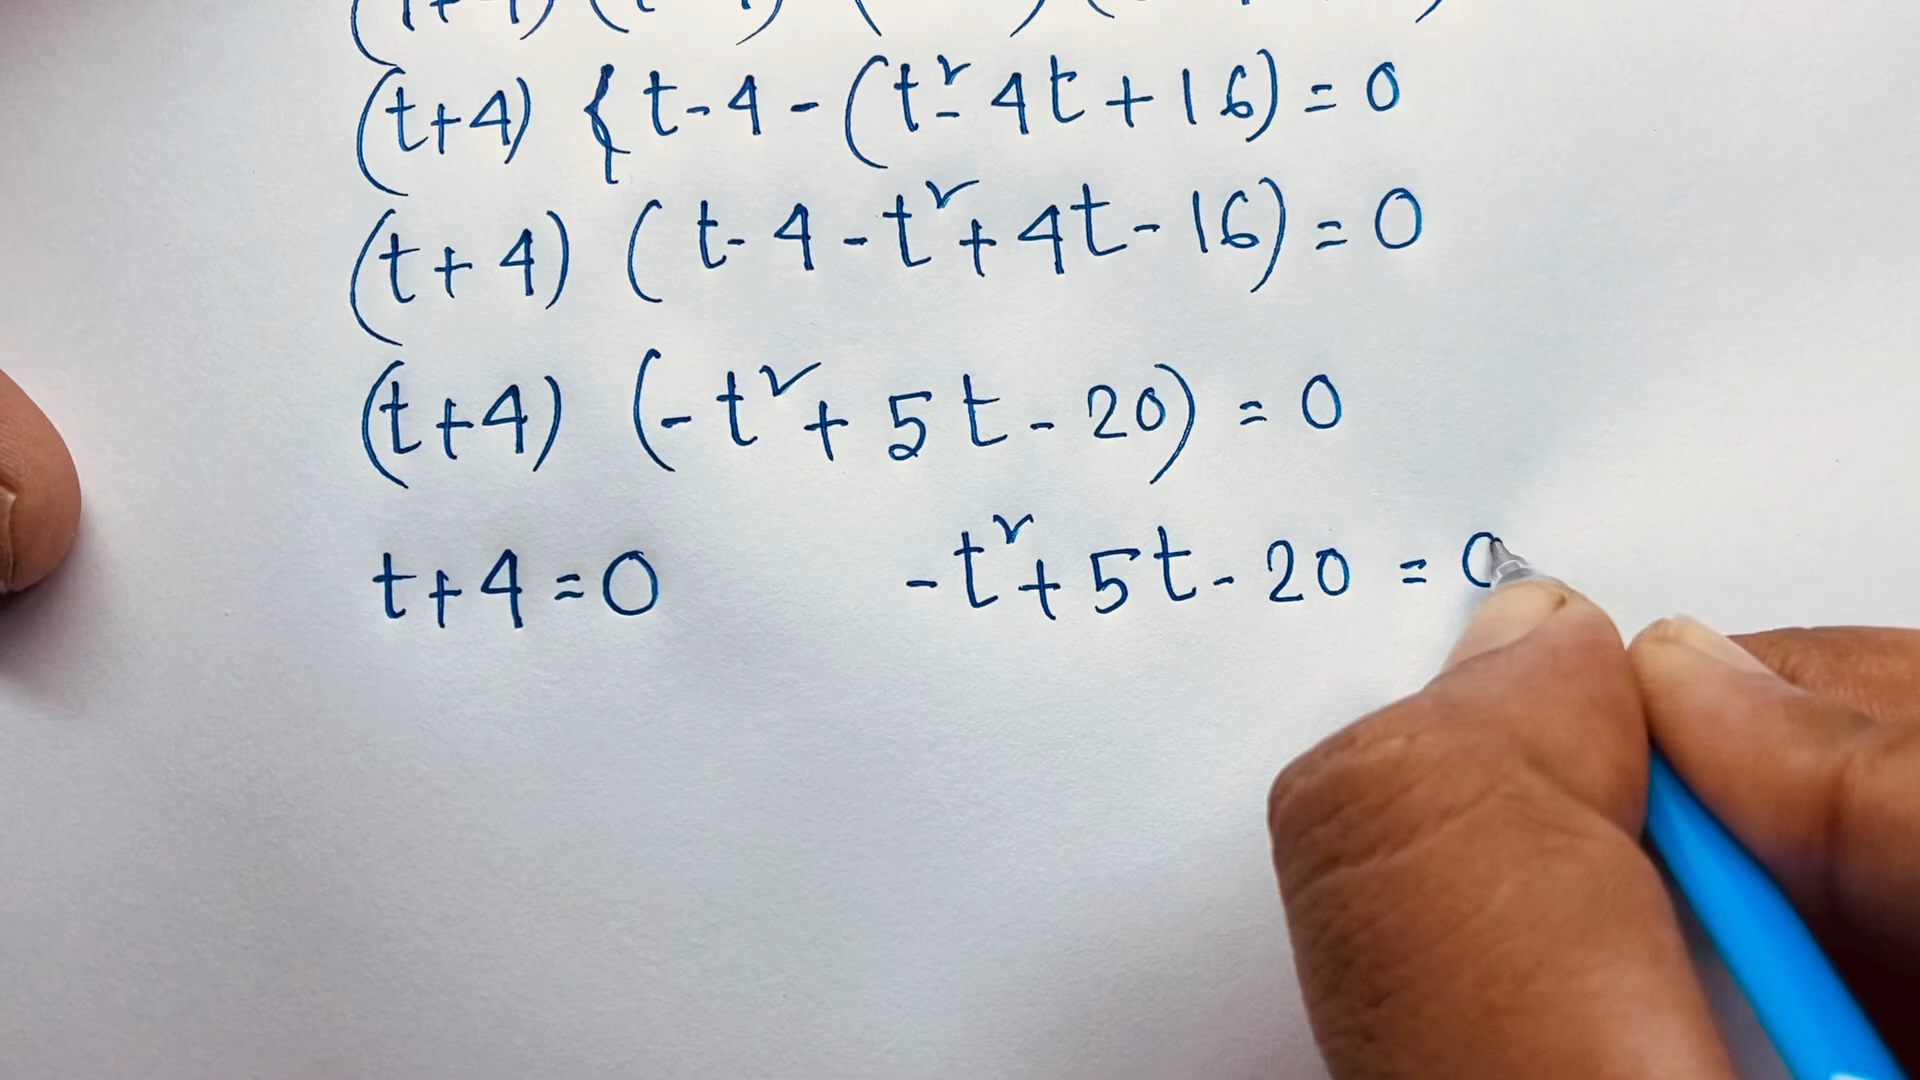 (t+4) {t-4-(t²-4t+16)=0
(t+4) (t-4-t²+4t-16)=0
(t+4) (-t²+5t-20)=0
t+4=0 -t²+5t-20=0